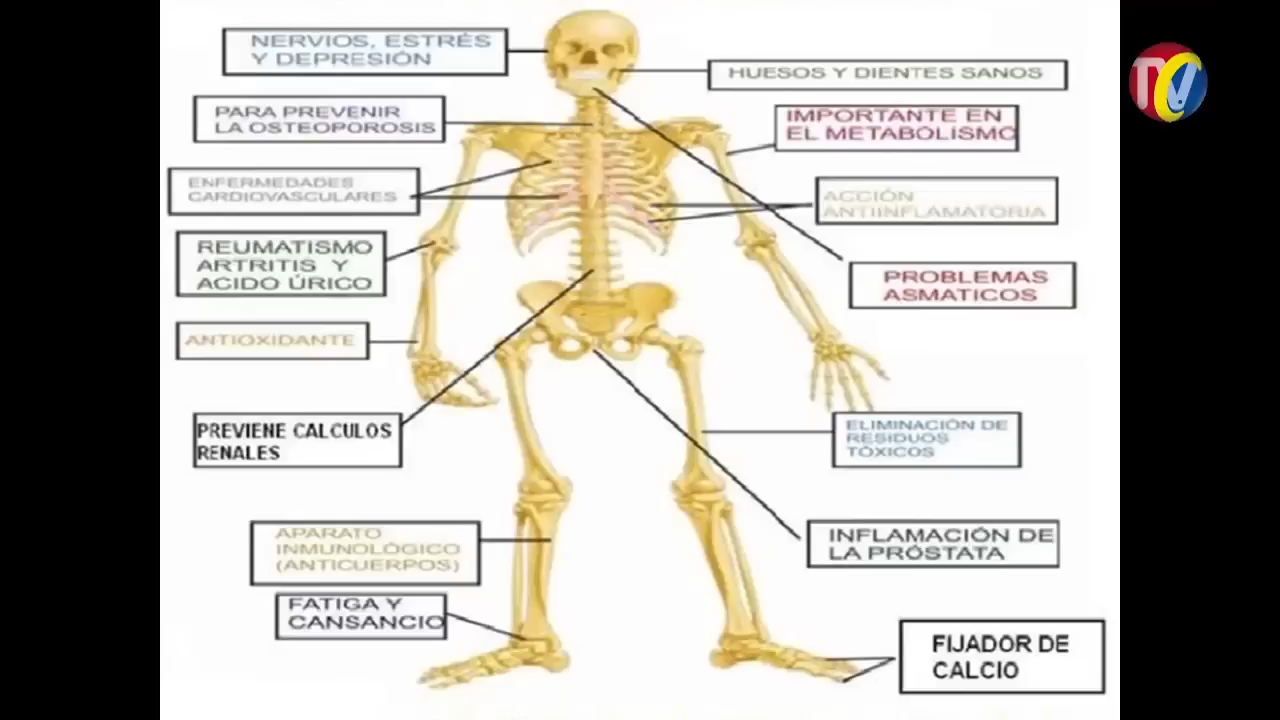 NERVIOS, ESTRÉS
Y DEPRESIÓN
HUESOS Y DIENTES SANOS
PARA PREVENIR
LA OSTEOPOROSIS
IMPORTANTE EN
EL METABOLISMO
ENFERMEDADES
CARDIOVASCULARES
ACCIÓN
ANTIINFLAMATORIA
REUMATISMO
ARTRITIS Y
ACIDO ÚRICO
PROBLEMAS
ASMATICOS
ANTIOXIDANTE
PREVIENE CALCULOS
RENALES
ELIMINACIÓN DE
RESIDUOS
TÓXICOS
APARATO
INMUNOLÓGICO
(ANTICUERPOS)
INFLAMACIÓN DE
LA PRÓSTATA
FATIGA Y
CANSANCIO
FIJADOR DE
CALCIO